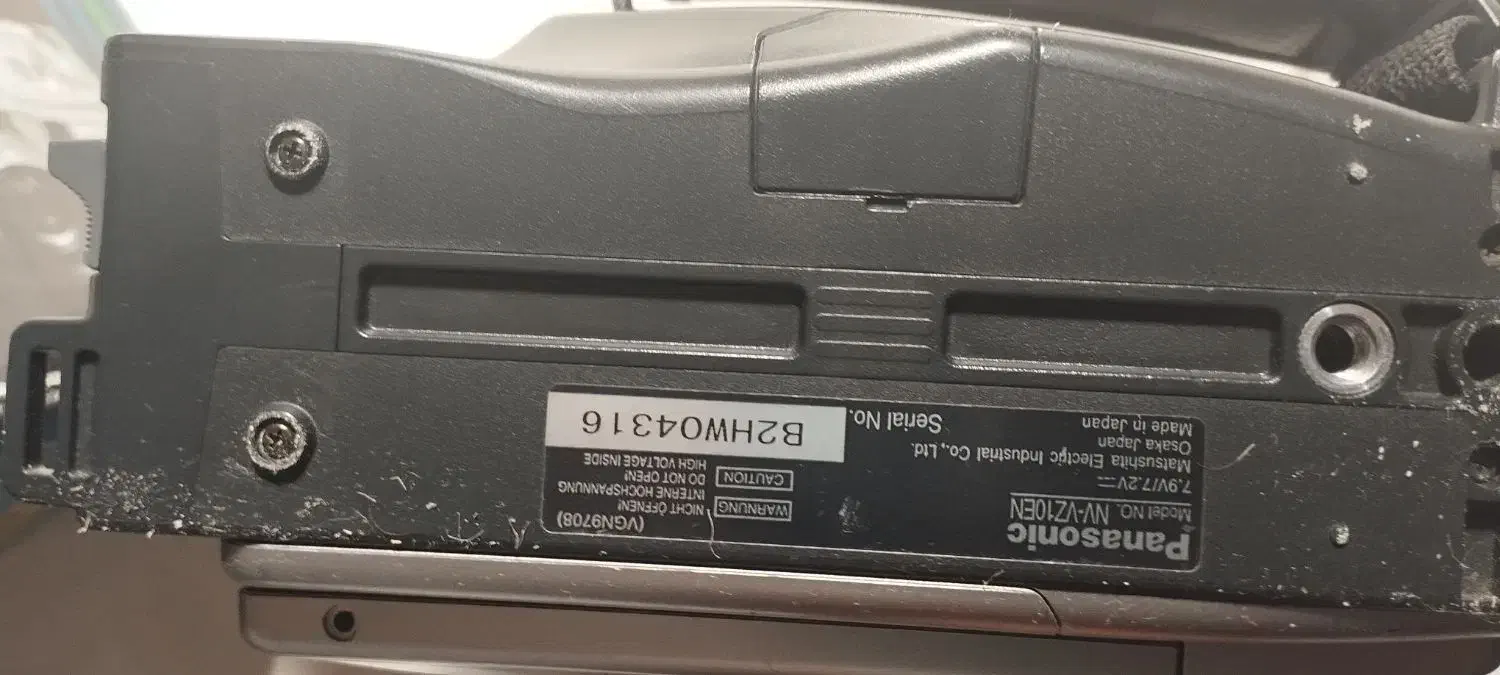 Panasonic
Model NO. NV-VZ10EN
7.9V/7.2V⎓
Matsushita Electric Industrial Co., Ltd.
Osaka Japan
Made in Japan
(VGN9708)
WARNUNG NICHT ÖFFNEN!
INTERNE HOCHSPANNUNG
CAUTION DO NOT OPEN!
HIGH VOLTAGE INSIDE
Serial No. B2HW04316